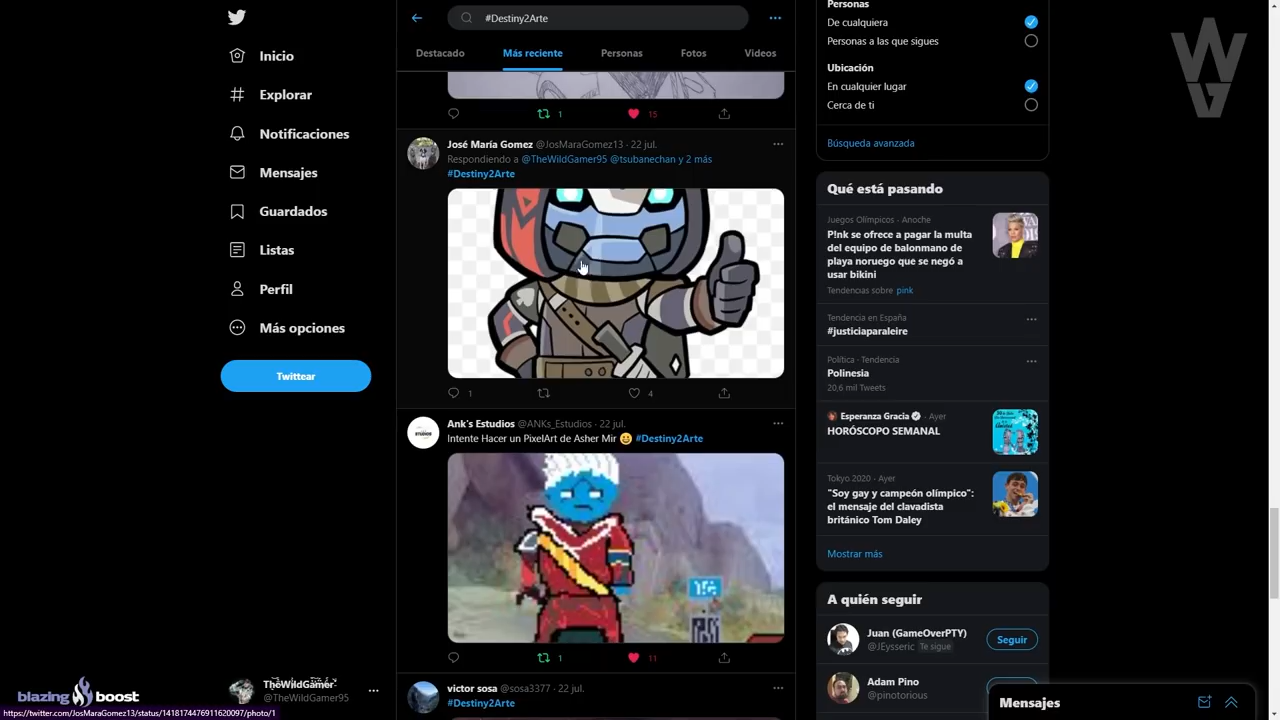 Inicio
Explorar
Notificaciones
Mensajes
Guardados
Listas
Perfil
Más opciones
Twittear
TheWildGamer
@TheWildGamer95
blazing boost
https://twitter.com/JosMaraGomez13/status/1418174476911620097/photo/1
#Destiny2Arte
Destacado
Más reciente
Personas
Fotos
Videos
1
15
José María Gomez @JosMaraGomez13 · 22 jul.
Respondiendo a @TheWildGamer95 @tsubanechan y 2 más
#Destiny2Arte
1
4
Ank's Estudios @ANKs_Estudios · 22 jul.
Intente Hacer un PixelArt de Asher Mir #Destiny2Arte
1
11
victor sosa @sosa3377 · 22 jul.
#Destiny2Arte
Personas
De cualquiera
Personas a las que sigues
Ubicación
En cualquier lugar
Cerca de ti
Búsqueda avanzada
Qué está pasando
Juegos Olímpicos · Anoche
P!nk se ofrece a pagar la multa
del equipo de balonmano de
playa noruego que se negó a
usar bikini
Tendencias sobre pink
Tendencia en España
#justiciaparaleire
Política · Tendencia
Polinesia
20,6 mil Tweets
Esperanza Gracia · Ayer
HORÓSCOPO SEMANAL
Tokyo 2020 · Ayer
"Soy gay y campeón olímpico":
el mensaje del clavadista
británico Tom Daley
Mostrar más
A quién seguir
Juan (GameOverPTY)
@JEysseric Te sigue
Seguir
Adam Pino
@pinotorious
Mensajes
WG